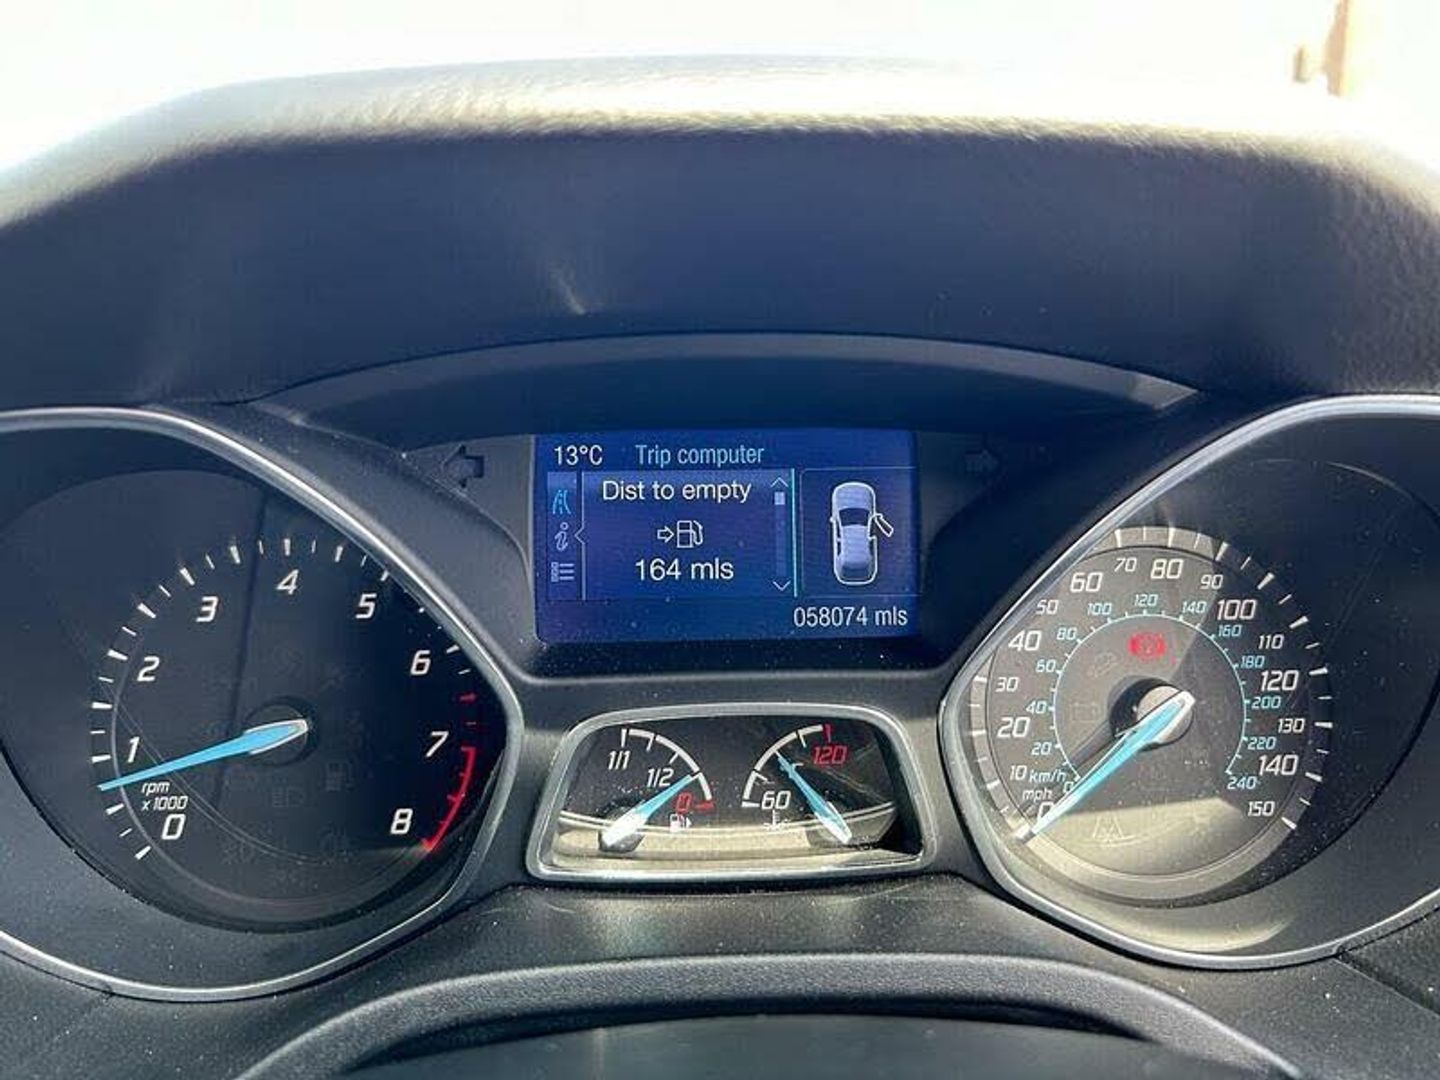 13°C Trip computer
Dist to empty
164 mls
058074 mls
0 1 2 3 4 5 6 7 8
rpm
x 1000
1/1 1/2 0
60 120
0 10 20 30 40 50 60 70 80 90 100 110 120 130 140 150
mph
km/h
0 20 40 60 80 100 120 140 160 180 200 220 240